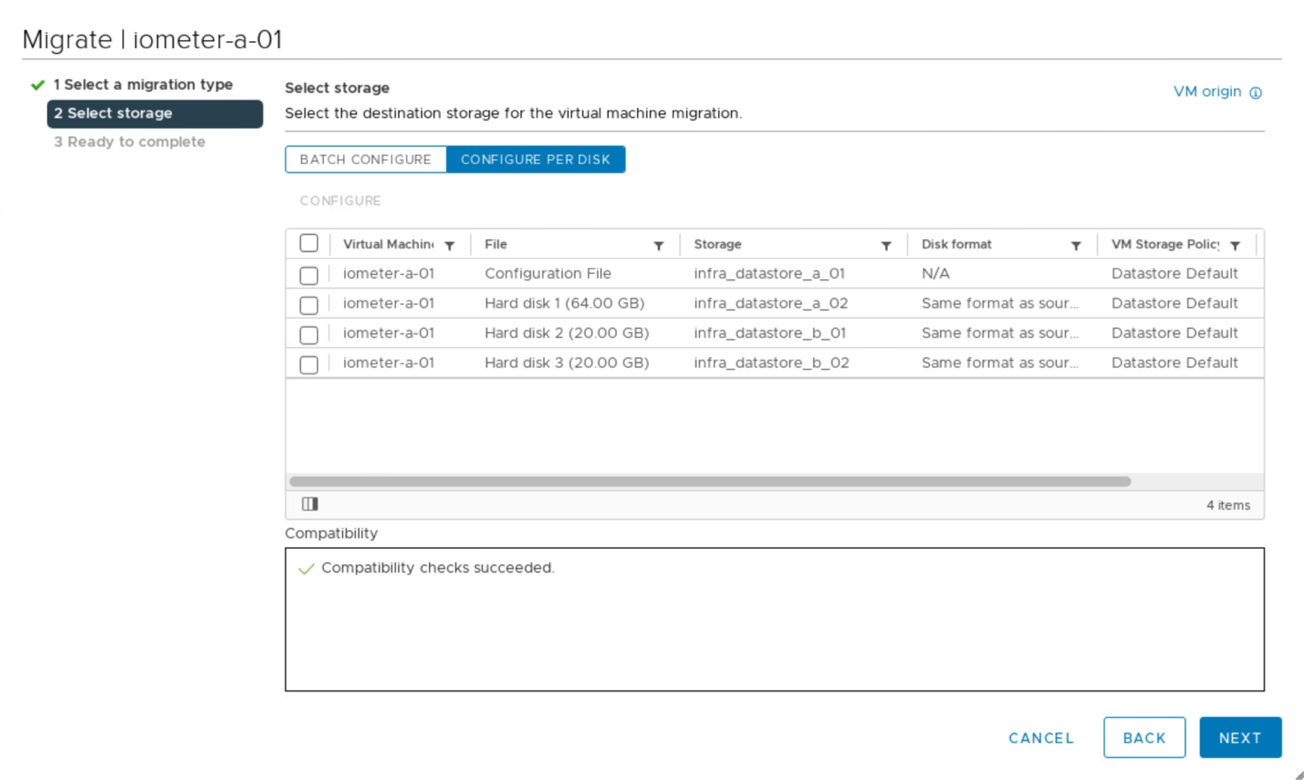 Migrate | iometer-a-01
1 Select a migration type
2 Select storage
3 Ready to complete
Select storage
VM origin
Select the destination storage for the virtual machine migration.
BATCH CONFIGURE CONFIGURE PER DISK
CONFIGURE
Virtual Machin File Storage Disk format VM Storage Polic
iometer-a-01 Configuration File infra_datastore_a_01 N/A Datastore Default
iometer-a-01 Hard disk 1 (64.00 GB) infra_datastore_a_02 Same format as sour... Datastore Default
iometer-a-01 Hard disk 2 (20.00 GB) infra_datastore_b_01 Same format as sour... Datastore Default
iometer-a-01 Hard disk 3 (20.00 GB) infra_datastore_b_02 Same format as sour... Datastore Default
4 items
Compatibility
Compatibility checks succeeded.
CANCEL BACK NEXT